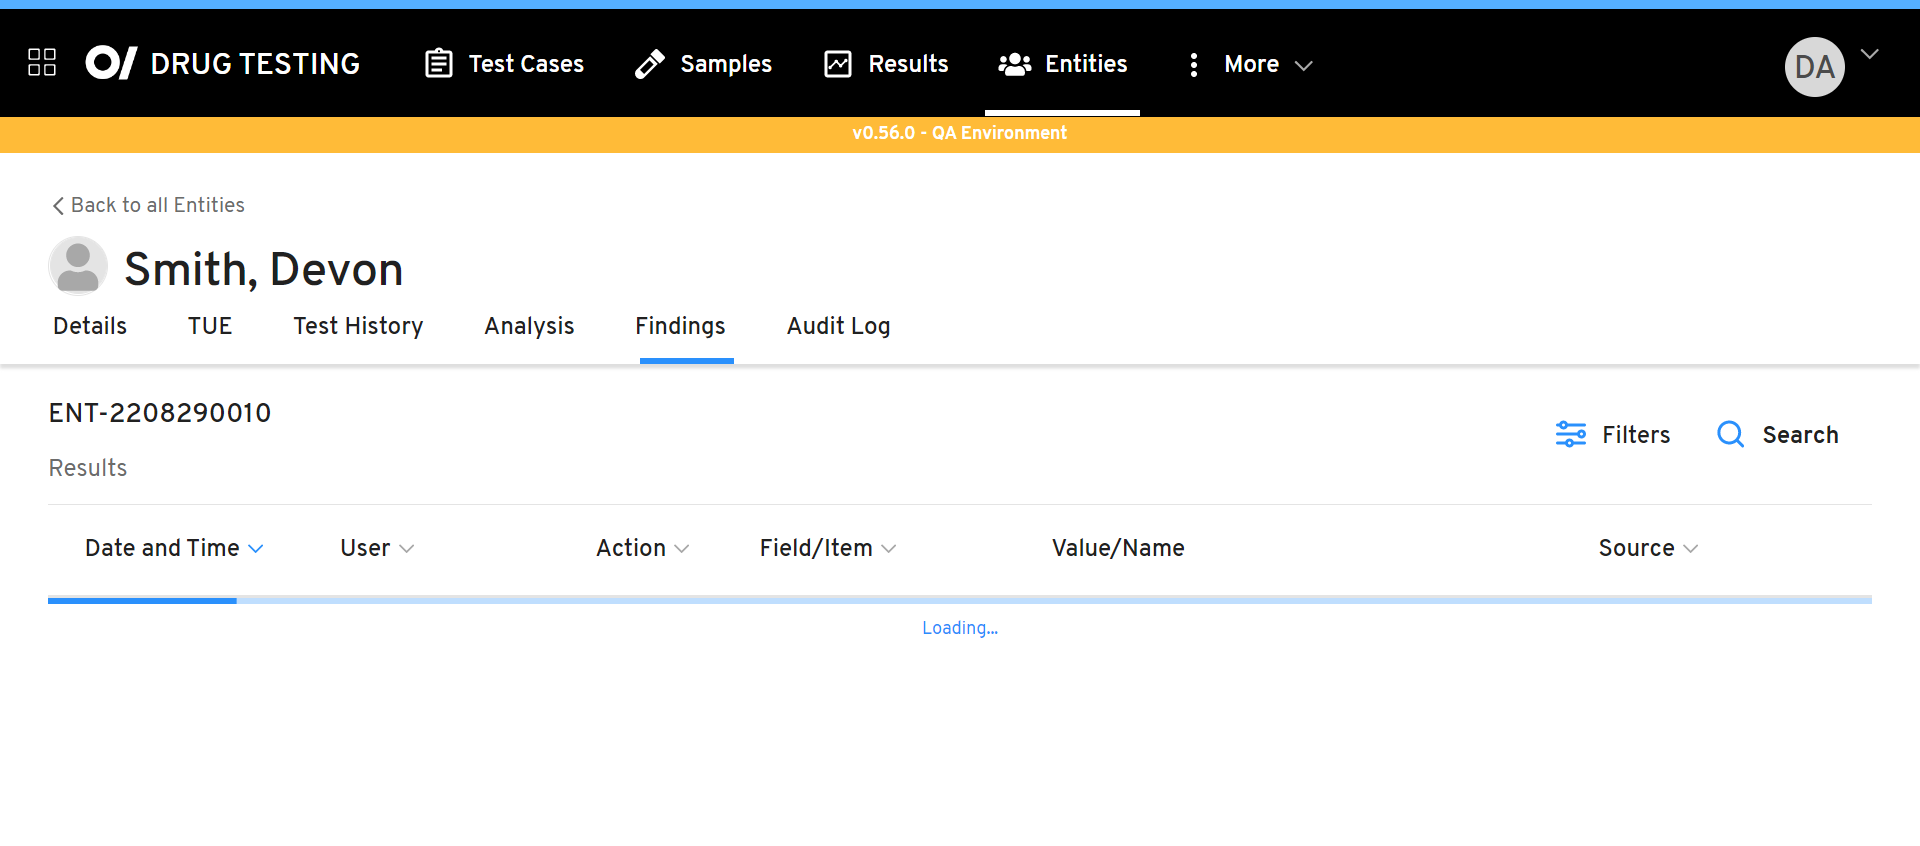 DRUG TESTING Test Cases Samples Results Entities More DA
v0.56.0 - QA Environment
Back to all Entities
Smith, Devon
Details TUE Test History Analysis Findings Audit Log
ENT-2208290010
Filters Search
Results
Date and Time User Action Field/Item Value/Name Source
Loading...